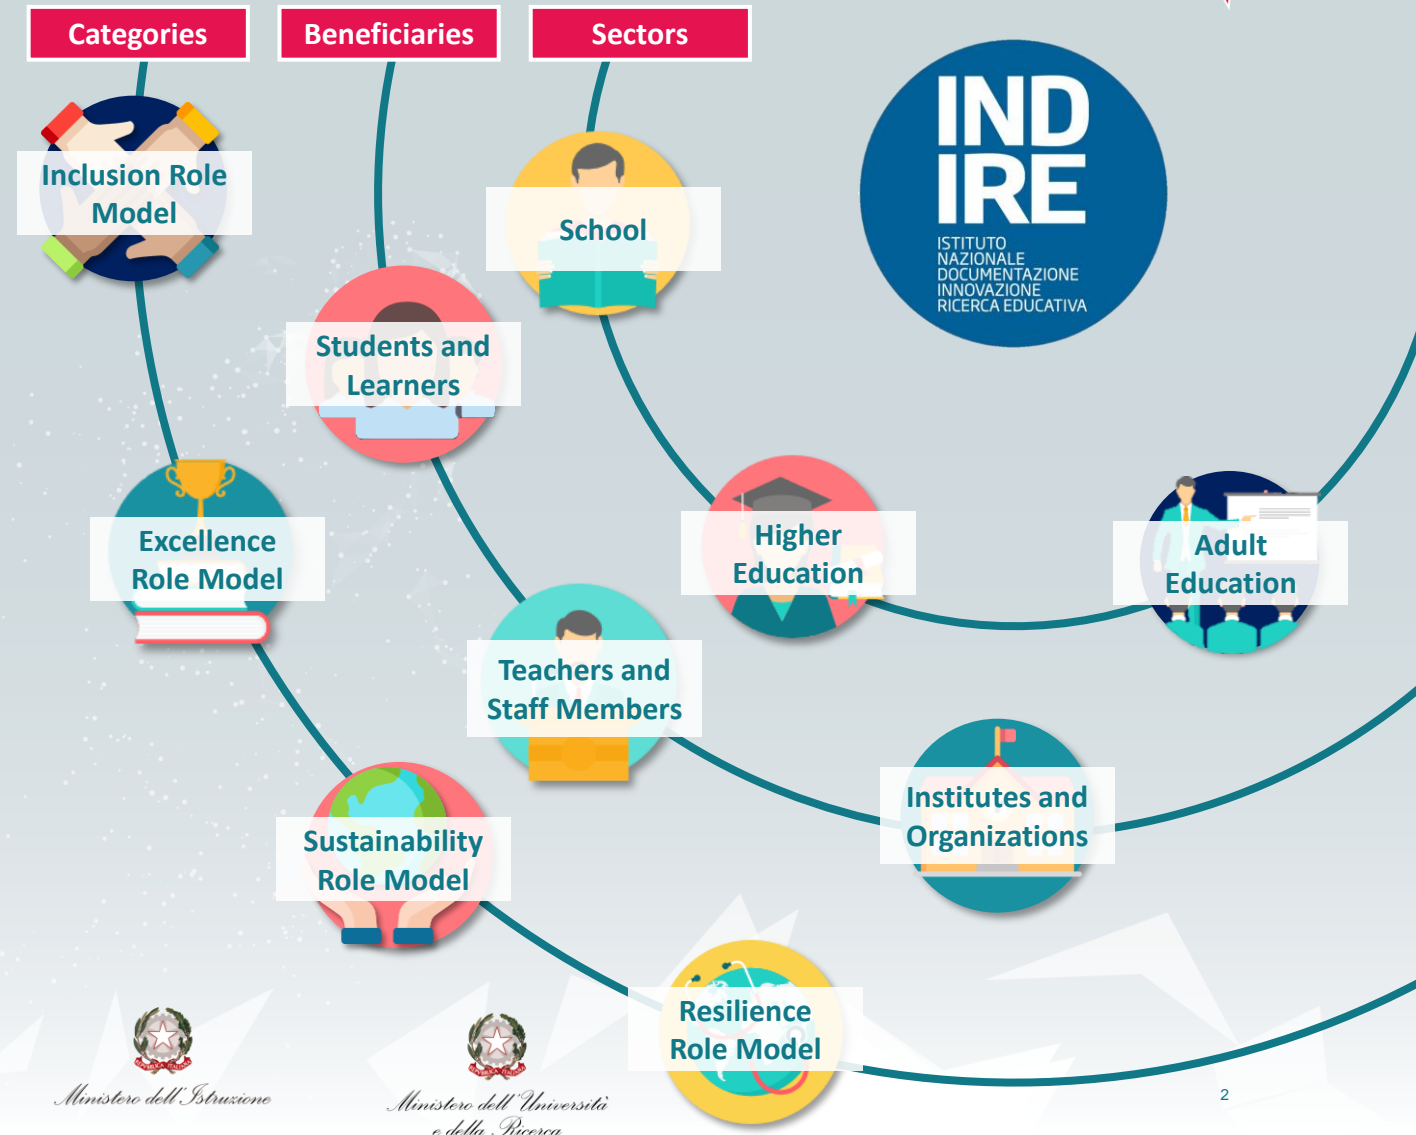 Categories
Beneficiaries
Sectors
IND
IRE
ISTITUTO
NAZIONALE
DOCUMENTAZIONE
INNOVAZIONE
RICERCA EDUCATIVA
Inclusion Role
Model
School
Students and
Learners
Excellence
Role Model
Higher
Education
Adult
Education
Teachers and
Staff Members
Institutes and
Organizations
Sustainability
Role Model
Resilience
Role Model
Ministero dell'Istruzione
Ministero dell'Università
e della Ricerca
2